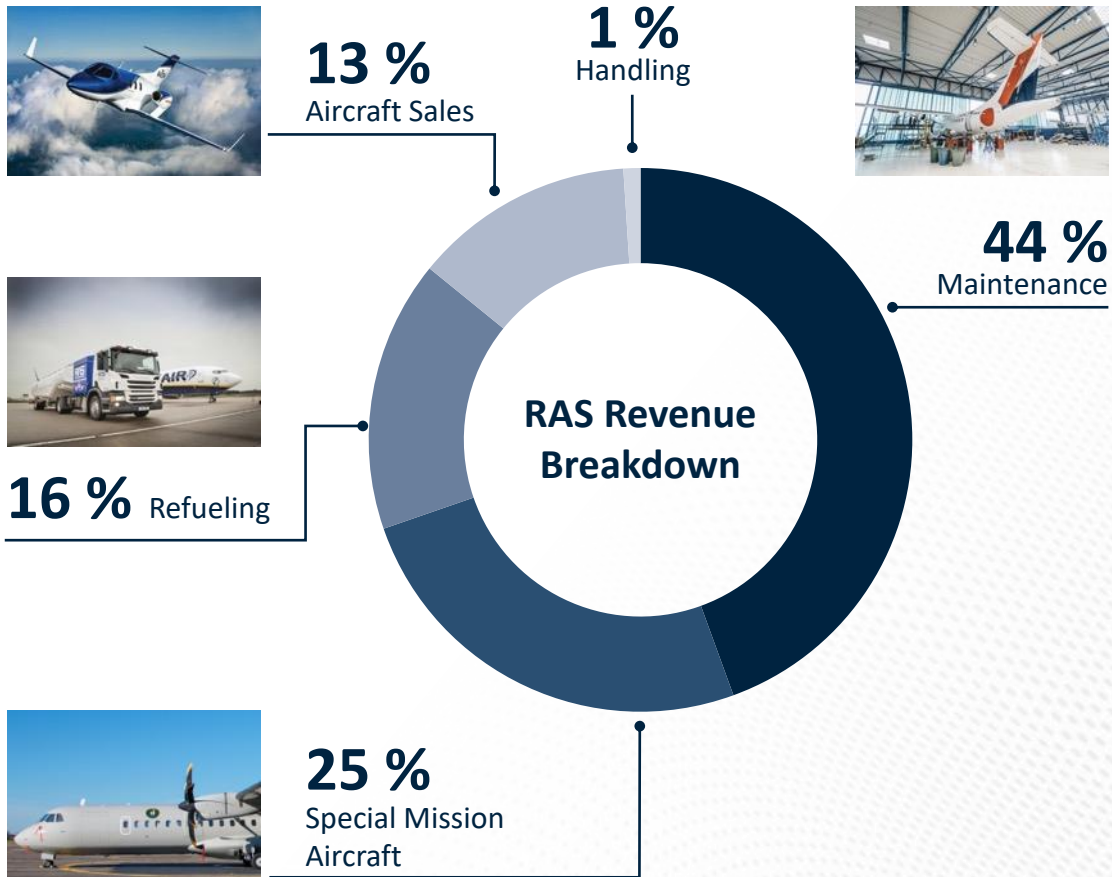 13 %
Aircraft Sales
1 %
Handling
44 %
Maintenance
RAS Revenue
Breakdown
16 % Refueling
25 %
Special Mission
Aircraft